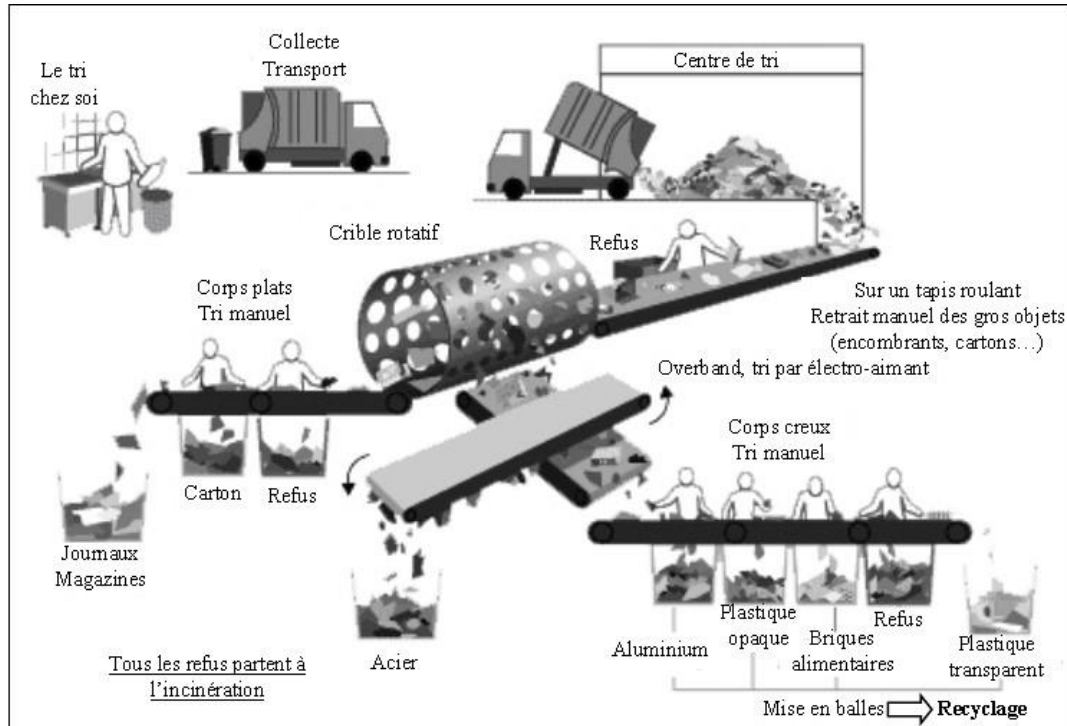 Le tri
chez soi
Collecte
Transport
Centre de tri
Crible rotatif
Refus
Corps plats
Tri manuel
Sur un tapis roulant
Retrait manuel des gros objets
(encombrants, cartons...)
Overband, tri par électro-aimant
Corps creux
Tri manuel
Carton
Refus
Journaux
Magazines
Acier
Aluminium
Plastique
opaque
Briques
alimentaires
Refus
Plastique
transparent
Tous les refus partent à
l'incinération
Mise en balles
Recyclage